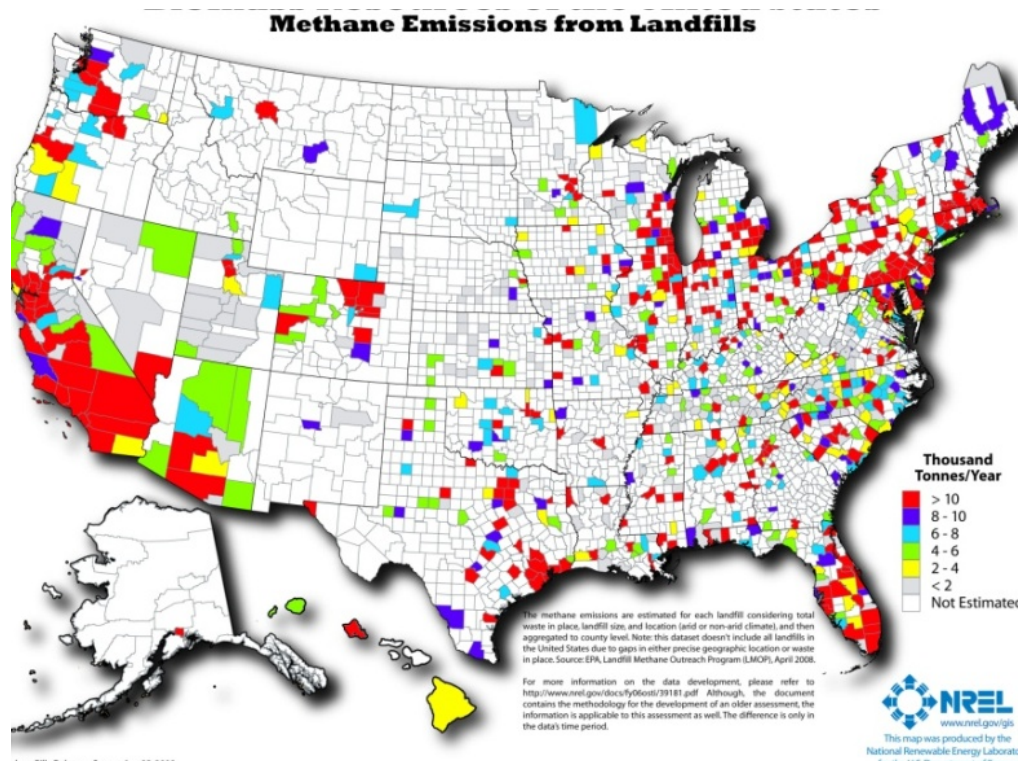 Methane Emissions from Landfills
Thousand
Tonnes/Year
> 10
8 - 10
6 - 8
4 - 6
2 - 4
< 2
Not Estimated
The methane emissions are estimated for each landfill considering total
waste in place, landfill size, and location (arid or non-arid climate), and then
aggregated to county level. Note: this dataset doesn't include all landfills in
the United States due to gaps in either precise geographic location or waste
in place. Source: EPA, Landfill Methane Outreach Program (LMOP), April 2008.
For more information on the data development, please refer to
http://www.nrel.gov/docs/fy06osti/39181.pdf Although, the document
contains the methodology for the development of an older assessment, the
information is applicable to this assessment as well. The difference is only in
the data's time period.
NREL
www.nrel.gov/gis
This map was produced by the
National Renewable Energy Laborato